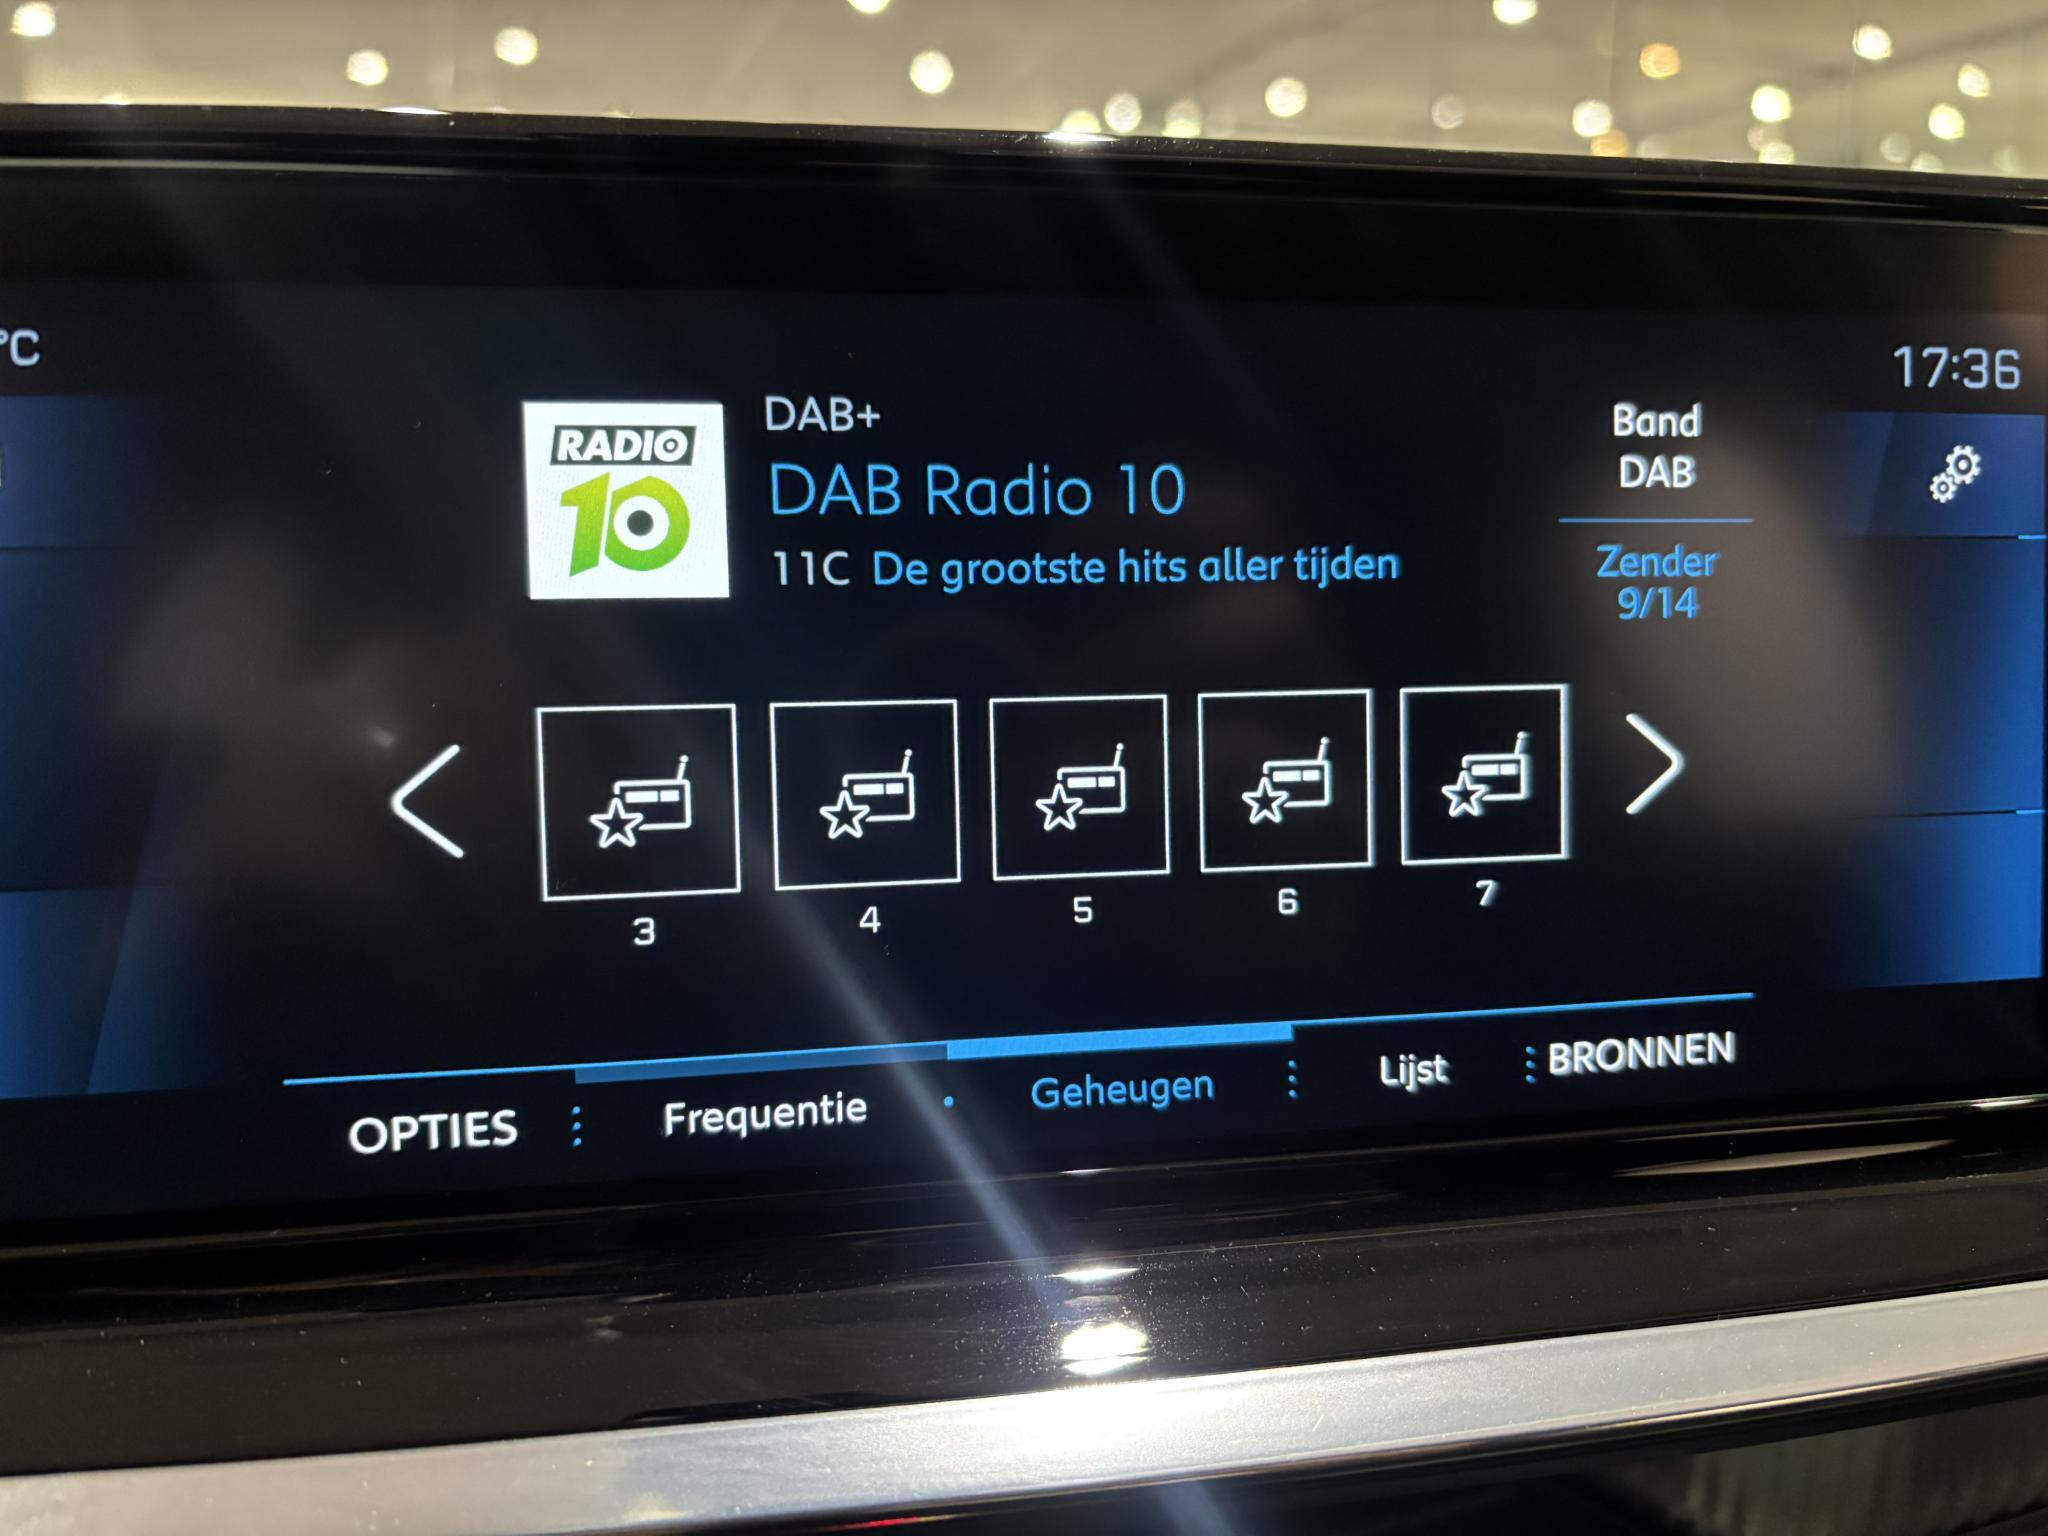 °C
17:36
RADIO
10
DAB+
DAB Radio 10
11C De grootste hits aller tijden
Band
DAB
Zender
9/14
3
4
5
6
7
OPTIES
Frequentie
Geheugen
Lijst
BRONNEN